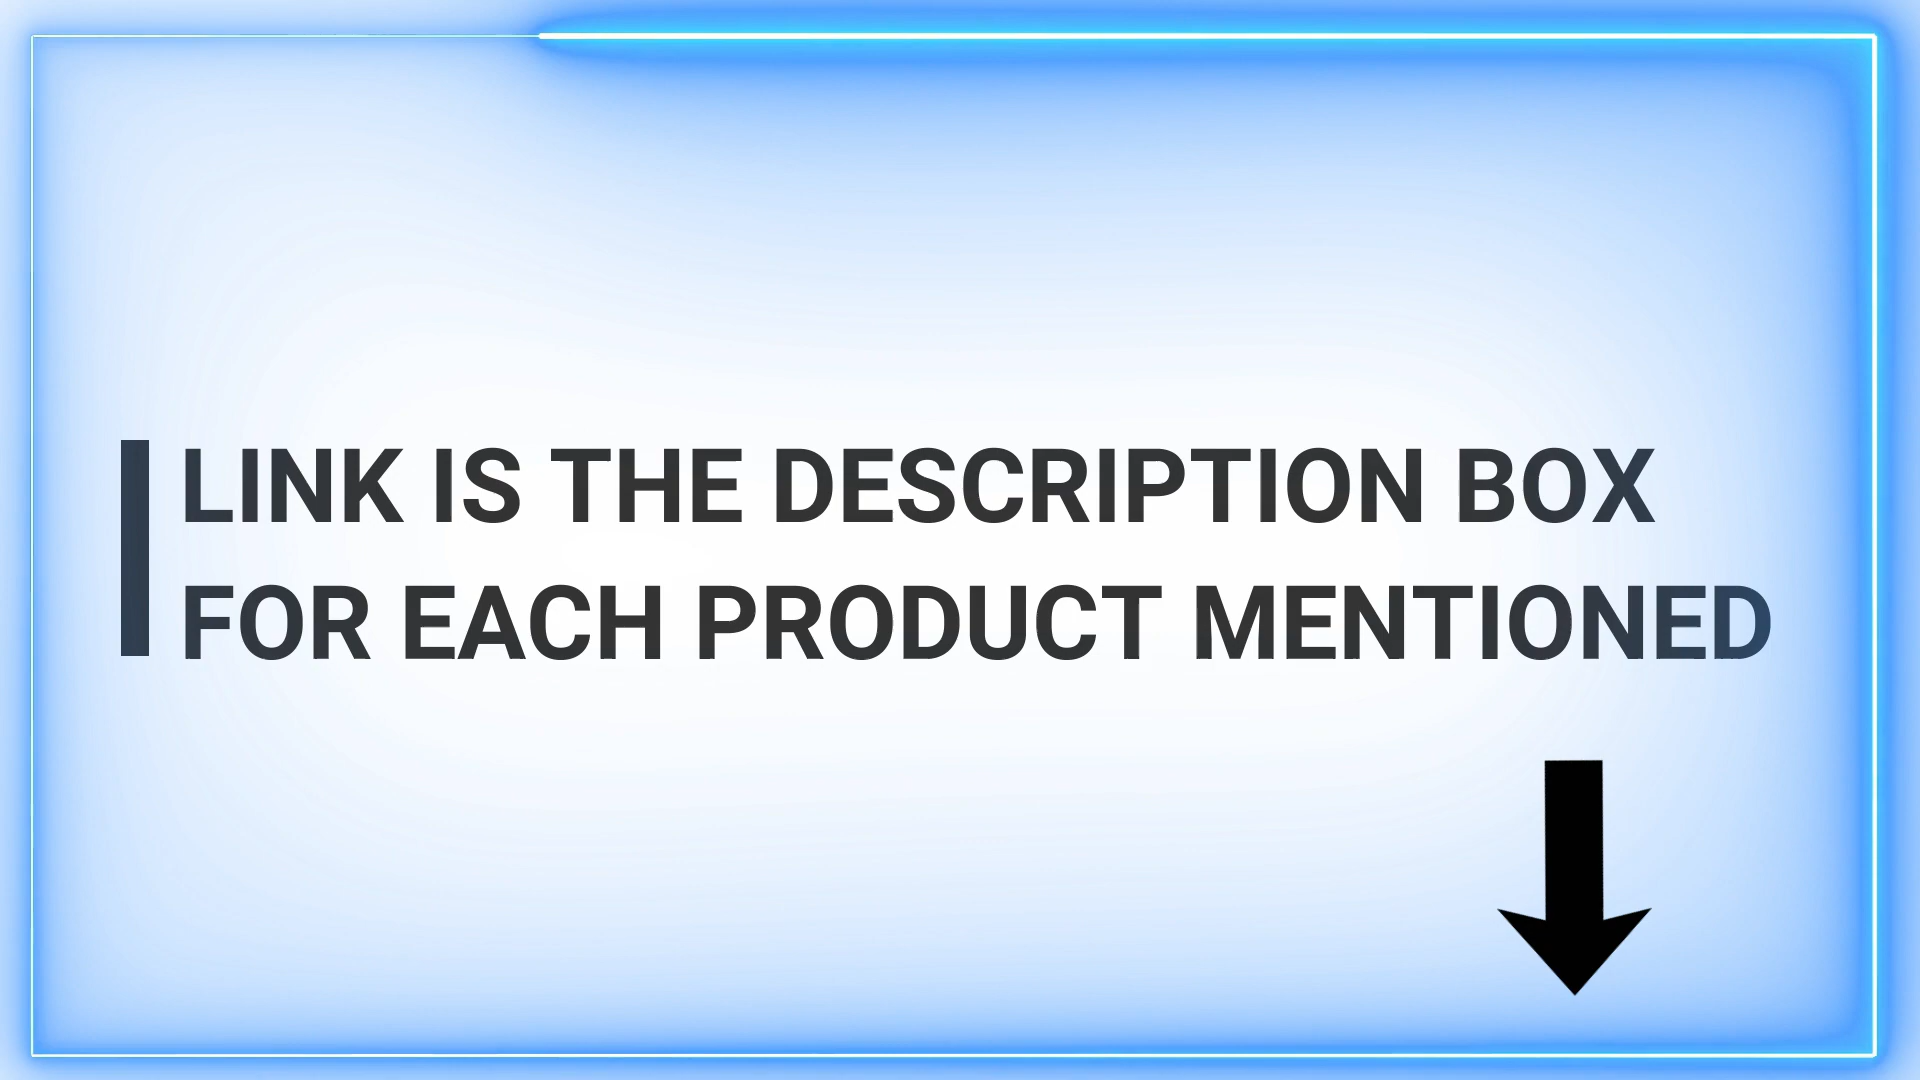 LINK IS THE DESCRIPTION BOX
FOR EACH PRODUCT MENTIONED